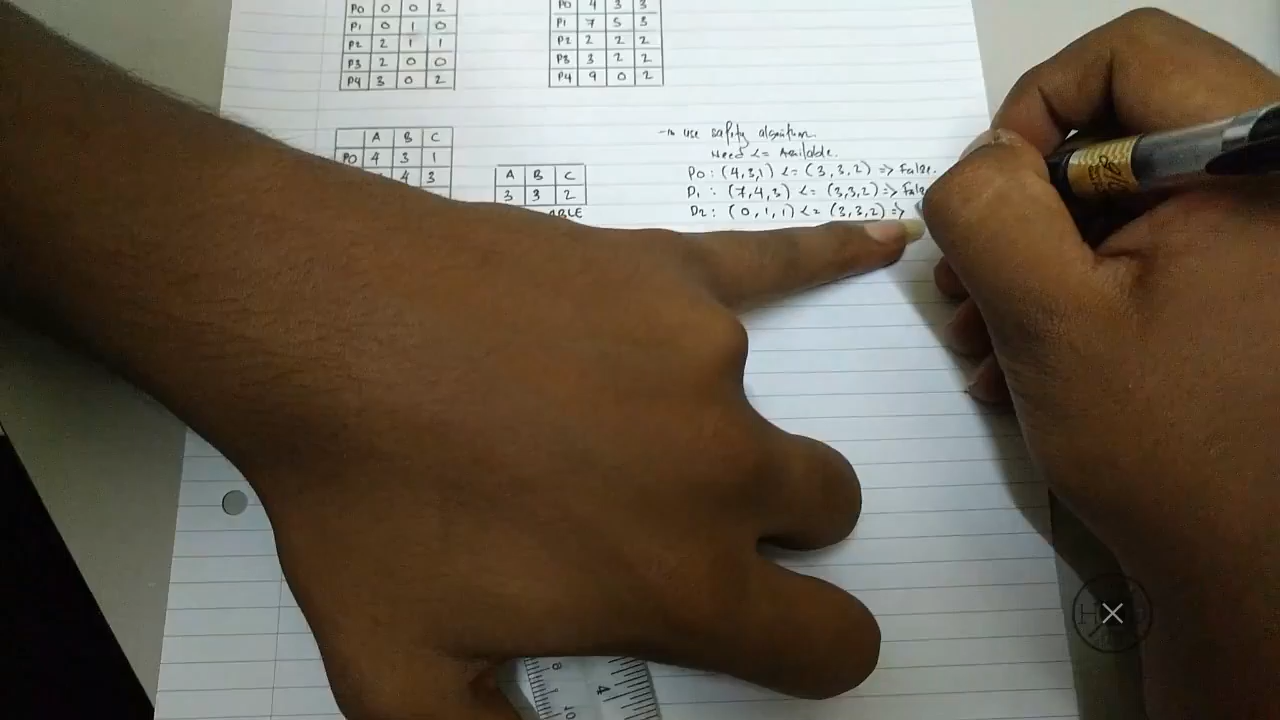 P0 0 0 2
P1 0 1 0
P2 2 1 1
P3 2 0 0
P4 3 0 2
P0 4 3 3
P1 7 5 3
P2 2 2 2
P3 3 2 2
P4 9 0 2
A B C
P0 4 3 1
4 3
A B C
3 3 2
use safety algorithm.
Need <= Available.
P0: (4,3,1) <= (3,3,2) => False.
P1: (7,4,3) <= (3,3,2) =>
P2: (0,1,1) <= (3,3,2) =>